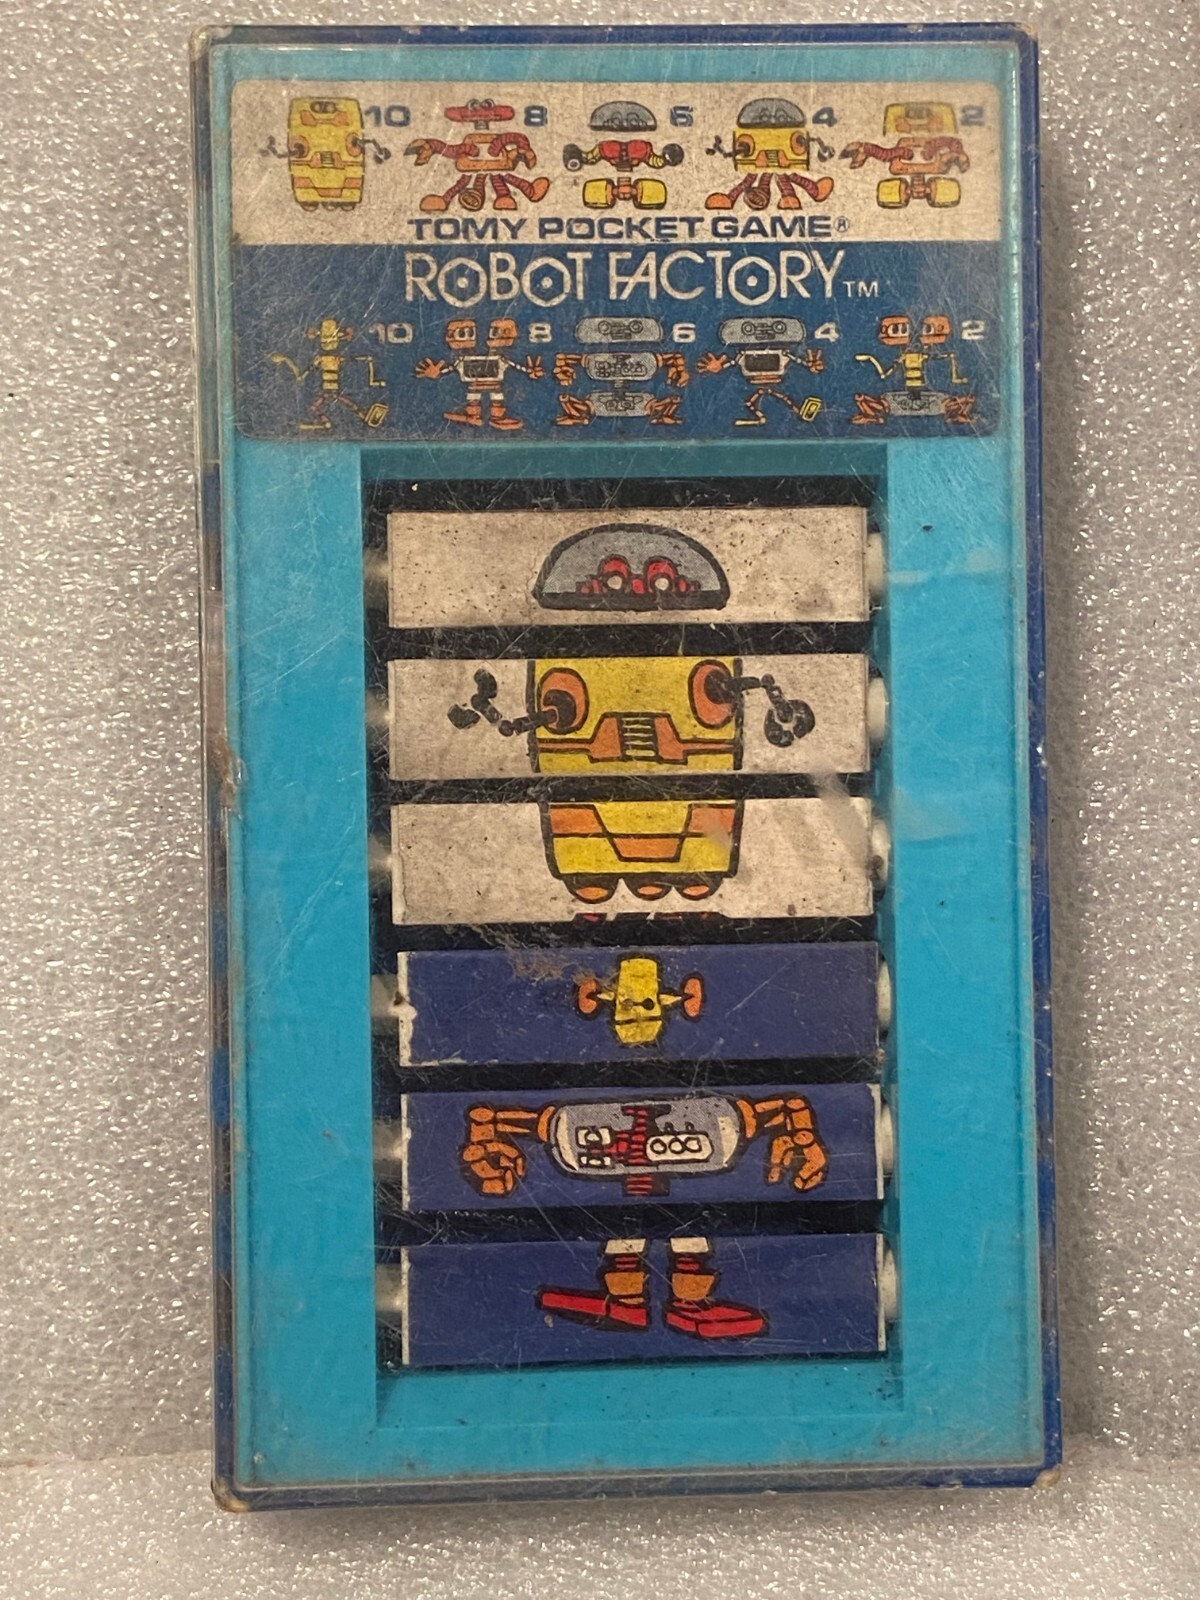 10 8 6 4 2
TOMY POCKET GAME®
ROBOT FACTORY™
10 8 6 4 2